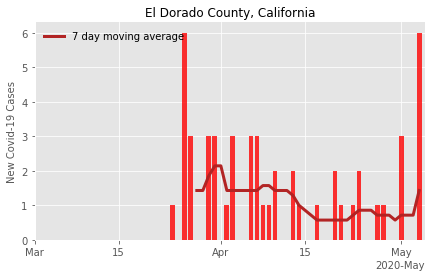 El Dorado County, California
7 day moving average
New Covid-19 Cases
6
5
4
3
2
1
0
Mar 15 Apr 15 May
2020-May